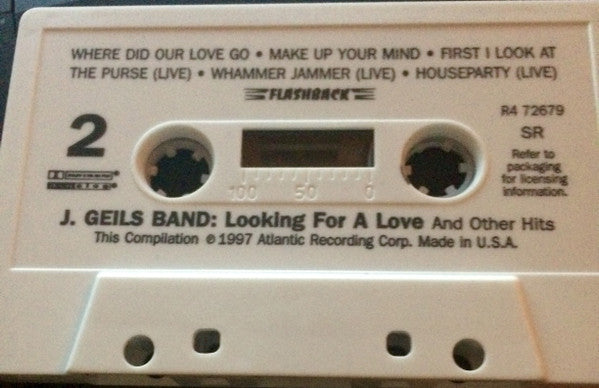 WHERE DID OUR LOVE GO • MAKE UP YOUR MIND • FIRST I LOOK AT
THE PURSE (LIVE) • WHAMMER JAMMER (LIVE) • HOUSEPARTY (LIVE)
FLASHBACK
2
R4 72679
SR
Refer to
packaging
for licensing
information.
100 50 0
J. GEILS BAND: Looking For A Love And Other Hits
This Compilation ℗ 1997 Atlantic Recording Corp. Made in U.S.A.